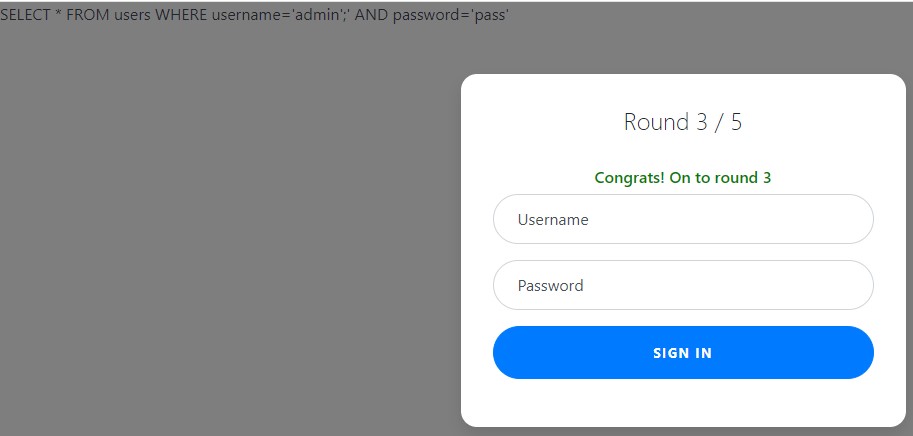 SELECT * FROM users WHERE username='admin';' AND password='pass'
Round 3 / 5
Congrats! On to round 3
Username
Password
SIGN IN